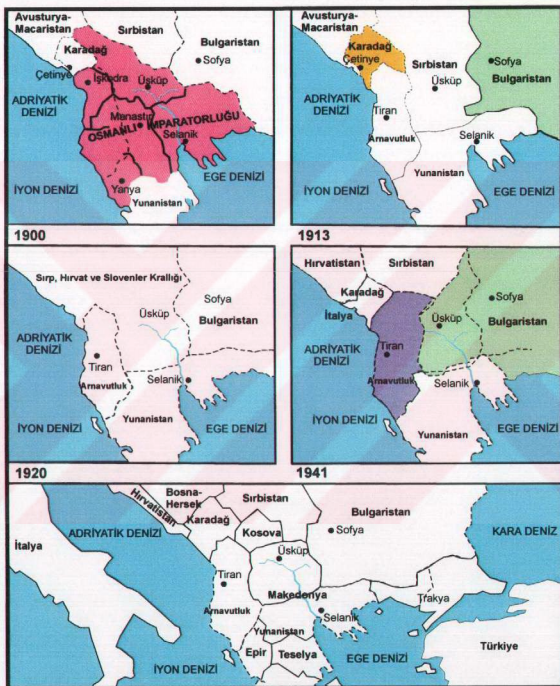 Avusturya-
Macaristan
Sırbistan
Karadağ
Bulgaristan
Sofya
Çetinye
İşkodra
Üsküp
ADRİYATİK
DENİZİ
Manastır
OSMANLI İMPARATORLUĞU
Selanik
İYON DENİZİ
Yanya
EGE DENİZİ
Yunanistan
1900
Avusturya-
Macaristan
Karadağ
Çetinye
Sırbistan
Sofya
Bulgaristan
Üsküp
ADRİYATİK
DENİZİ
Tiran
Arnavutluk
Selanik
İYON DENİZİ
Yunanistan
EGE DENİZİ
1913
Sırp, Hırvat ve Slovenler Krallığı
Sofya
Üsküp
Bulgaristan
ADRİYATİK
DENİZİ
Tiran
Selanik
Arnavutluk
İYON DENİZİ
EGE DENİZİ
Yunanistan
1920
Hırvatistan
Sırbistan
Karadağ
İtalya
Sofya
Üsküp
Bulgaristan
ADRİYATİK
DENİZİ
Tiran
Selanik
Arnavutluk
İYON DENİZİ
EGE DENİZİ
Yunanistan
1941
Bosna-
Hersek
Sırbistan
Hırvatistan
Karadağ
Bulgaristan
ADRİYATİK DENİZİ
Kosova
Sofya
KARA DENİZ
İtalya
Üsküp
Tiran
Makedonya
Trakya
Arnavutluk
Selanik
Yunanistan
Türkiye
Epir
Teselya
İYON DENİZİ
EGE DENİZİ